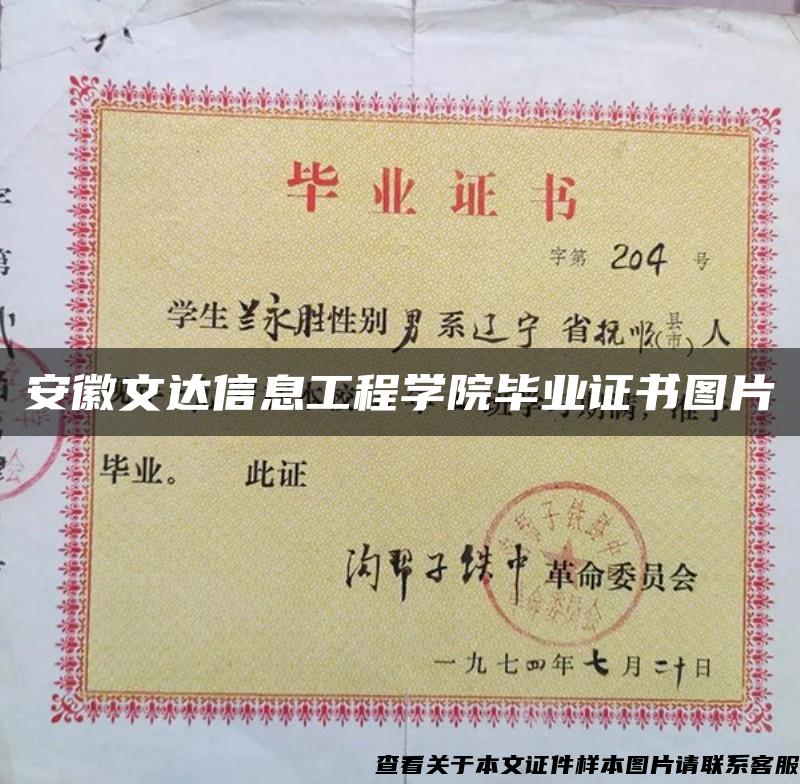 毕业证书
字第 204 号
学生兰永胜性别男系辽宁省抚顺(县市)人
安徽文达信息工程学院毕业证书图片
毕业。 此证
沟帮子铁中革命委员会
一九七四年七月二十日
查看关于本文证件样本图片请联系客服